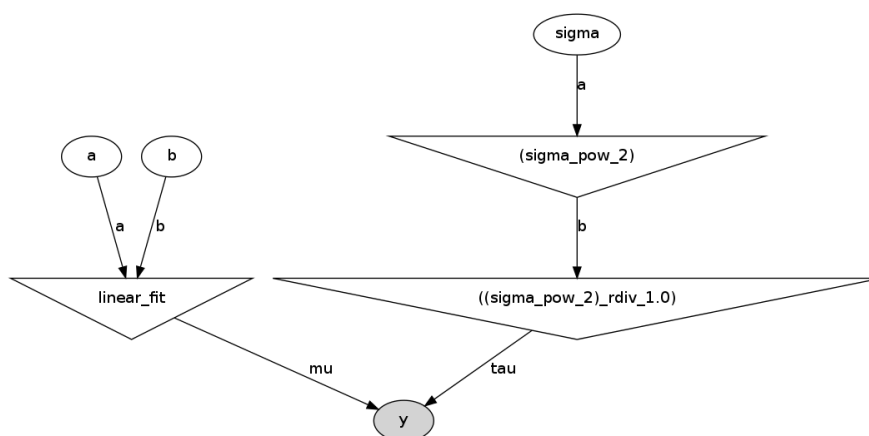 sigma
a
a
b
(sigma_pow_2)
a
b
b
linear_fit
((sigma_pow_2)_rdiv_1.0)
mu
tau
y